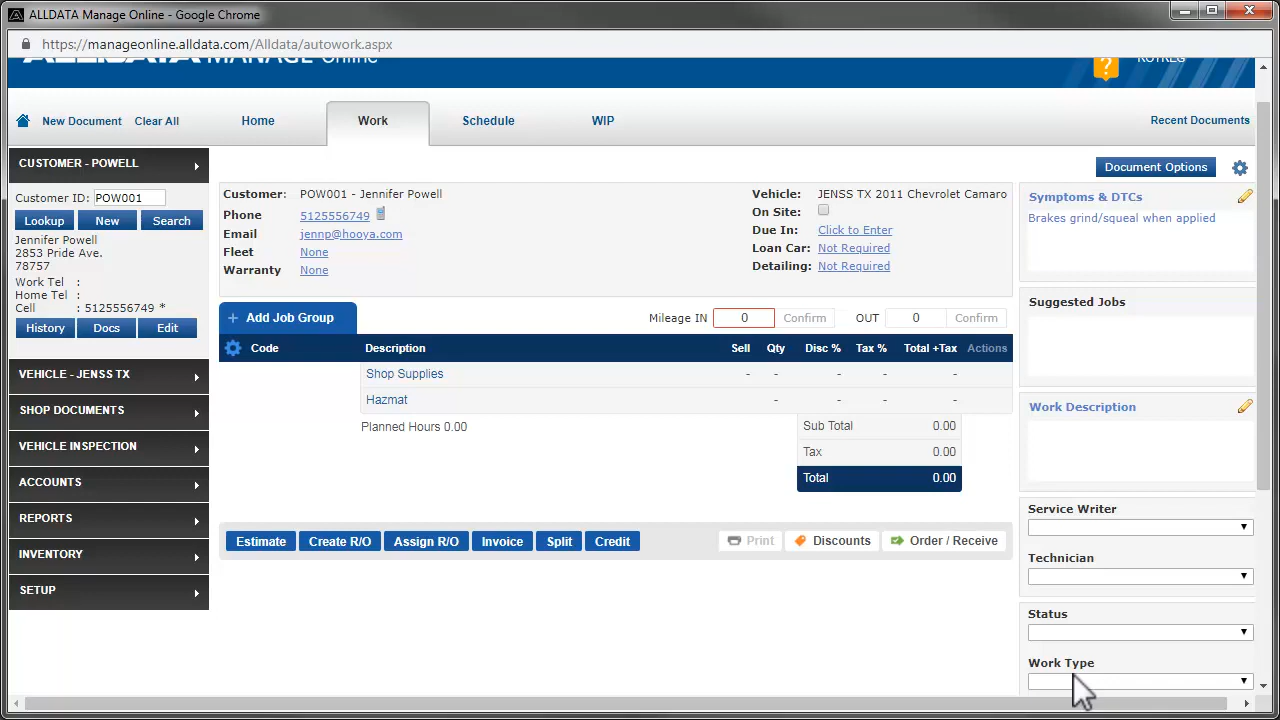 ALLDATA Manage Online - Google Chrome
https://manageonline.alldata.com/Alldata/autowork.aspx
ALLDATA MANAGE Online
?
New Document Clear All Home Work Schedule WIP Recent Documents
CUSTOMER - POWELL
Customer ID: POW001
Lookup New Search
Jennifer Powell
2853 Pride Ave.
78757
Work Tel :
Home Tel :
Cell : 5125556749 *
History Docs Edit
VEHICLE - JENSS TX
SHOP DOCUMENTS
VEHICLE INSPECTION
ACCOUNTS
REPORTS
INVENTORY
SETUP
Customer: POW001 - Jennifer Powell
Phone 5125556749
Email jennp@hooya.com
Fleet None
Warranty None
Vehicle: JENSS TX 2011 Chevrolet Camaro
On Site:
Due In: Click to Enter
Loan Car: Not Required
Detailing: Not Required
+ Add Job Group Mileage IN 0 Confirm OUT 0 Confirm
Code Description Sell Qty Disc % Tax % Total +Tax Actions
Shop Supplies - - - - -
Hazmat - - - -
Planned Hours 0.00
Sub Total 0.00
Tax 0.00
Total 0.00
Estimate Create R/O Assign R/O Invoice Split Credit Print Discounts Order / Receive
Document Options
Symptoms & DTCs
Brakes grind/squeal when applied
Suggested Jobs
Work Description
Service Writer
Technician
Status
Work Type